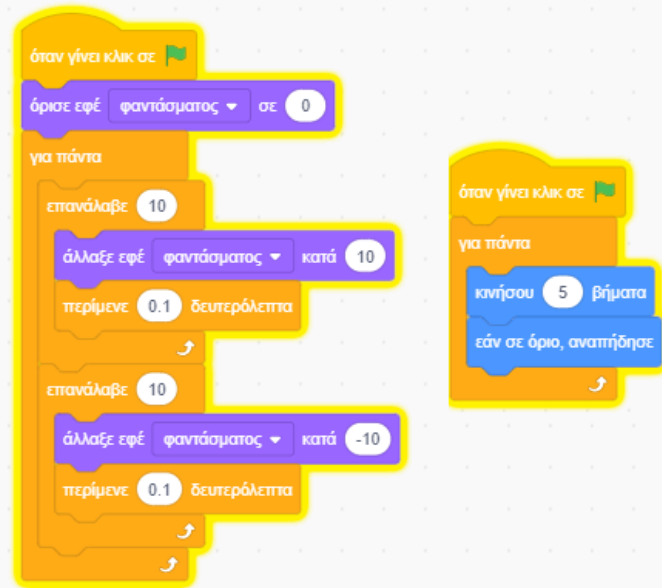 όταν γίνει κλικ σε
όρισε εφέ φαντάσματος σε 0
για πάντα
επανάλαβε 10
άλλαξε εφέ φαντάσματος κατά 10
περίμενε 0.1 δευτερόλεπτα
επανάλαβε 10
άλλαξε εφέ φαντάσματος κατά -10
περίμενε 0.1 δευτερόλεπτα
όταν γίνει κλικ σε
για πάντα
κινήσου 5 βήματα
εάν σε όριο, αναπήδησε